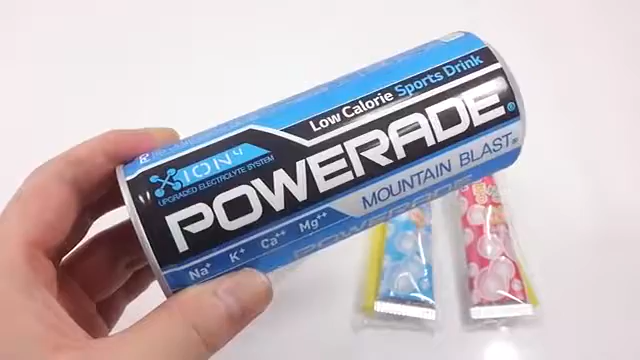 Low Calorie Sports Drink
ION4
UPGRADED ELECTROLYTE SYSTEM
POWERADE®
MOUNTAIN BLAST
Na+ K+ Ca++ Mg++
POWERADE